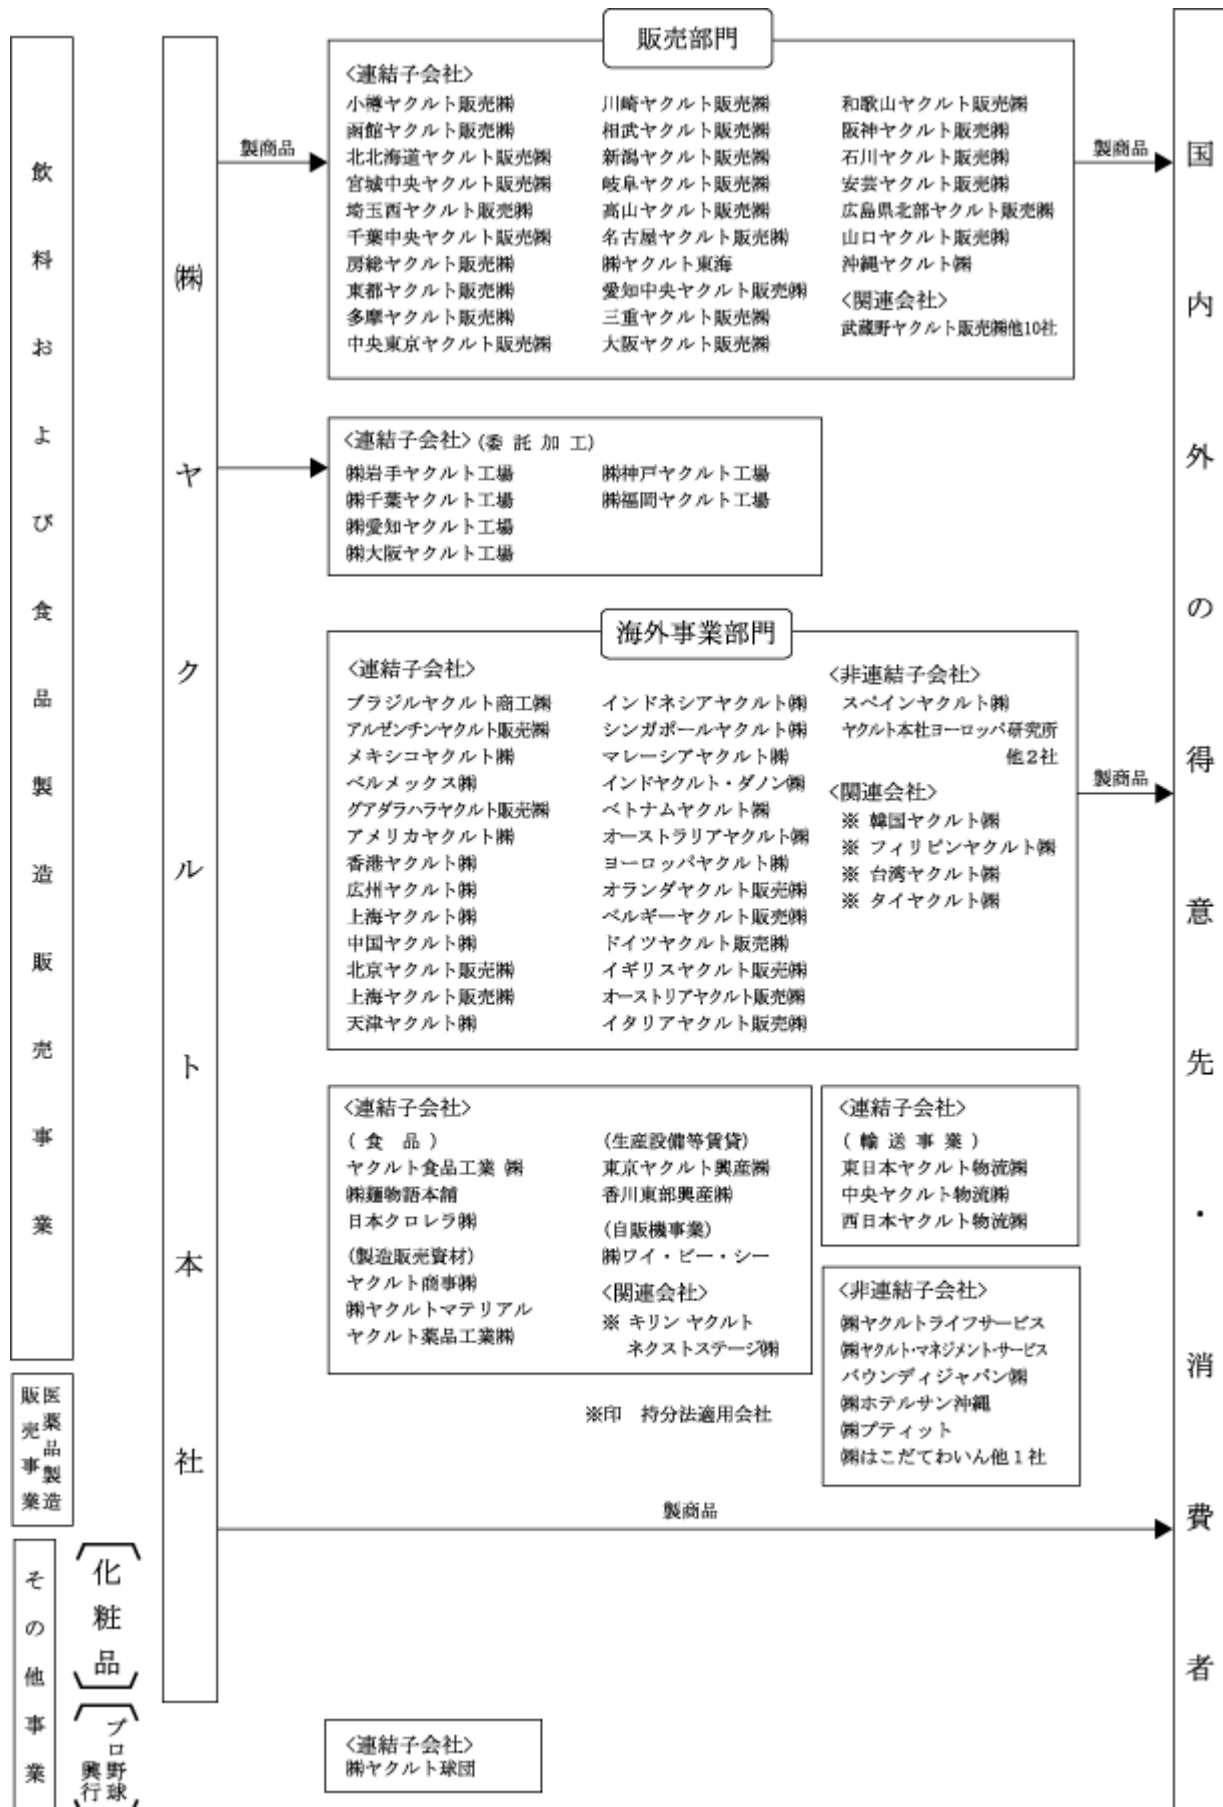 飲料および食品製造販売事業
医薬品製造
販売事業
その他事業
化粧品
プロ野球
興行
㈱ヤクルト本社
製商品
販売部門
〈連結子会社〉
小樽ヤクルト販売㈱
函館ヤクルト販売㈱
北北海道ヤクルト販売㈱
宮城中央ヤクルト販売㈱
埼玉西ヤクルト販売㈱
千葉中央ヤクルト販売㈱
房総ヤクルト販売㈱
東都ヤクルト販売㈱
多摩ヤクルト販売㈱
中央東京ヤクルト販売㈱
川崎ヤクルト販売㈱
相武ヤクルト販売㈱
新潟ヤクルト販売㈱
岐阜ヤクルト販売㈱
高山ヤクルト販売㈱
名古屋ヤクルト販売㈱
㈱ヤクルト東海
愛知中央ヤクルト販売㈱
三重ヤクルト販売㈱
大阪ヤクルト販売㈱
和歌山ヤクルト販売㈱
阪神ヤクルト販売㈱
石川ヤクルト販売㈱
安芸ヤクルト販売㈱
広島県北部ヤクルト販売㈱
山口ヤクルト販売㈱
沖縄ヤクルト㈱
〈関連会社〉
武蔵野ヤクルト販売㈱他10社
製商品
〈連結子会社〉(委託加工)
㈱岩手ヤクルト工場
㈱千葉ヤクルト工場
㈱愛知ヤクルト工場
㈱大阪ヤクルト工場
㈱神戸ヤクルト工場
㈱福岡ヤクルト工場
海外事業部門
〈連結子会社〉
ブラジルヤクルト商工㈱
アルゼンチンヤクルト販売㈱
メキシコヤクルト㈱
ベルメックス㈱
グアダラハラヤクルト販売㈱
アメリカヤクルト㈱
香港ヤクルト㈱
広州ヤクルト㈱
上海ヤクルト㈱
中国ヤクルト㈱
北京ヤクルト販売㈱
上海ヤクルト販売㈱
天津ヤクルト㈱
インドネシアヤクルト㈱
シンガポールヤクルト㈱
マレーシアヤクルト㈱
インドヤクルト・ダノン㈱
ベトナムヤクルト㈱
オーストラリアヤクルト㈱
ヨーロッパヤクルト㈱
オランダヤクルト販売㈱
ベルギーヤクルト販売㈱
ドイツヤクルト販売㈱
イギリスヤクルト販売㈱
オーストリアヤクルト販売㈱
イタリアヤクルト販売㈱
〈非連結子会社〉
スペインヤクルト㈱
ヤクルト本社ヨーロッパ研究所
他2社
〈関連会社〉
※ 韓国ヤクルト㈱
※ フィリピンヤクルト㈱
※ 台湾ヤクルト㈱
※ タイヤクルト㈱
製商品
〈連結子会社〉
(食 品)
ヤクルト食品工業㈱
㈱麺物語本舗
日本クロレラ㈱
(製造販売資材)
ヤクルト商事㈱
㈱ヤクルトマテリアル
ヤクルト薬品工業㈱
(生産設備等賃貸)
東京ヤクルト興産㈱
香川東部興産㈱
(自販機事業)
㈱ワイ・ビー・シー
〈関連会社〉
※ キリン ヤクルト
ネクストステージ㈱
〈連結子会社〉
(輸送事業)
東日本ヤクルト物流㈱
中央ヤクルト物流㈱
西日本ヤクルト物流㈱
〈非連結子会社〉
㈱ヤクルトライフサービス
㈱ヤクルト・マネジメント・サービス
バウンディジャパン㈱
㈱ホテルサン沖縄
㈱プティット
㈱はこだてわいん他1社
※印 持分法適用会社
製商品
〈連結子会社〉
㈱ヤクルト球団
国内外の得意先・消費者